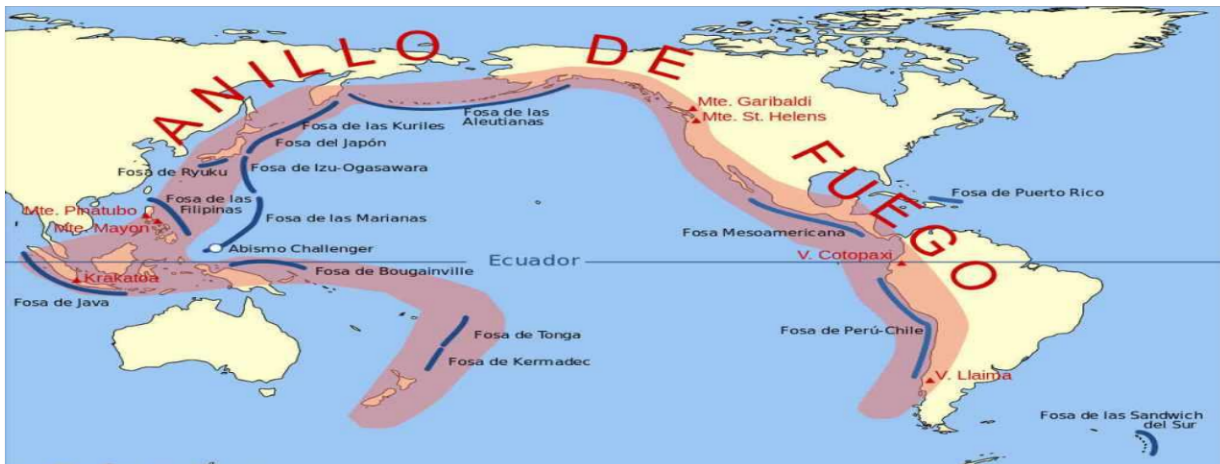 ANILLO DE FUEGO
Mte. Garibaldi
Mte. St. Helens
Fosa de las
Aleutianas
Fosa de las Kuriles
Fosa del Japón
Fosa de Izu-Ogasawara
Fosa de Ryuku
Fosa de las
Filipinas
Fosa de Puerto Rico
Mte. Pinatubo
Mte. Mayon
Fosa de las Marianas
Fosa Mesoamericana
Abismo Challenger
V. Cotopaxi
Ecuador
Fosa de Bougainville
Krakatoa
Fosa de Java
Fosa de Tonga
Fosa de Perú-Chile
Fosa de Kermadec
V. Llaima
Fosa de las Sandwich
del Sur